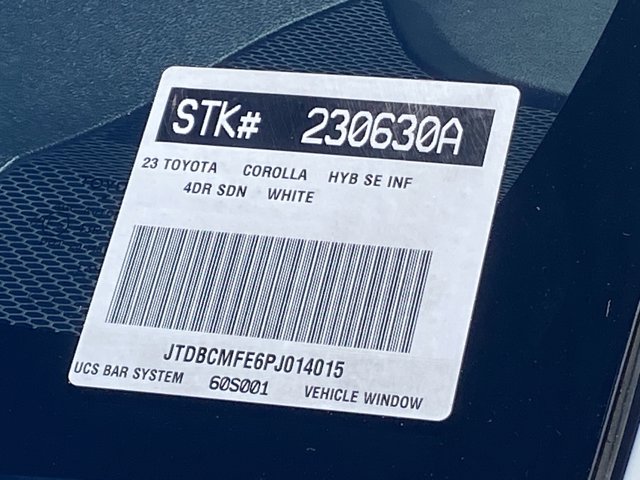 STK# 230630A
23 TOYOTA COROLLA HYB SE INF
4DR SDN WHITE
JTDBCMFE6PJ014015
UCS BAR SYSTEM 60S001 VEHICLE WINDOW